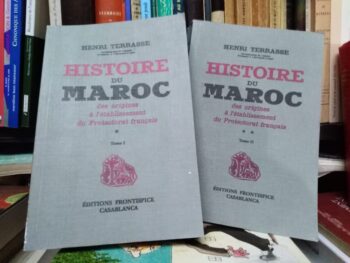 HENRI TERRASSE
HISTOIRE
DU
MAROC
des origines
à l'établissement
du Protectorat français
*
Tome I
ÉDITIONS FRONTISPICE
CASABLANCA
HENRI TERRASSE
HISTOIRE
DU
MAROC
des origines
à l'établissement
du Protectorat français
* *
Tome II
ÉDITIONS FRONTISPICE
CASABLANCA